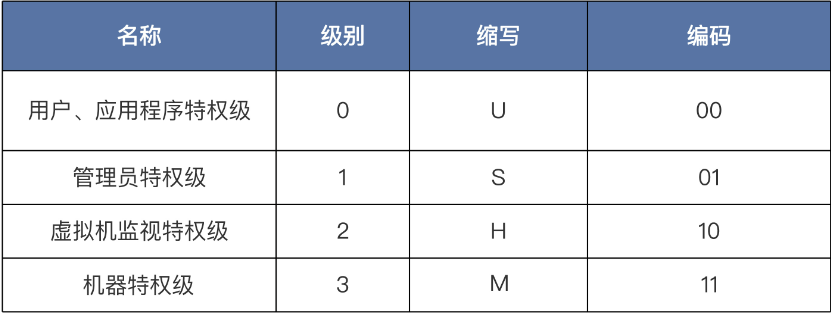 名称 级别 缩写 编码
用户、应用程序特权级 0 U 00
管理员特权级 1 S 01
虚拟机监视特权级 2 H 10
机器特权级 3 M 11